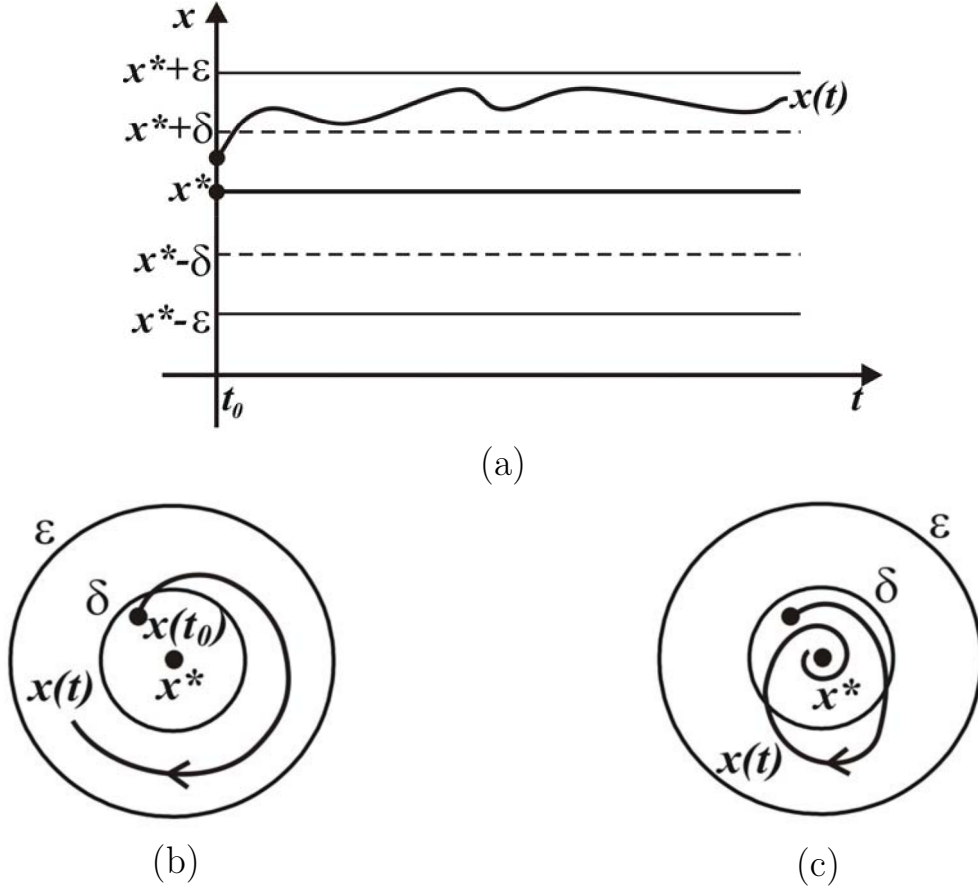 x
x*+ε
x(t)
x*+δ
x*
x*-δ
x*-ε
t₀ t
(a)
ε ε
δ δ
x(t₀)
x* x*
x(t) x(t)
(b) (c)